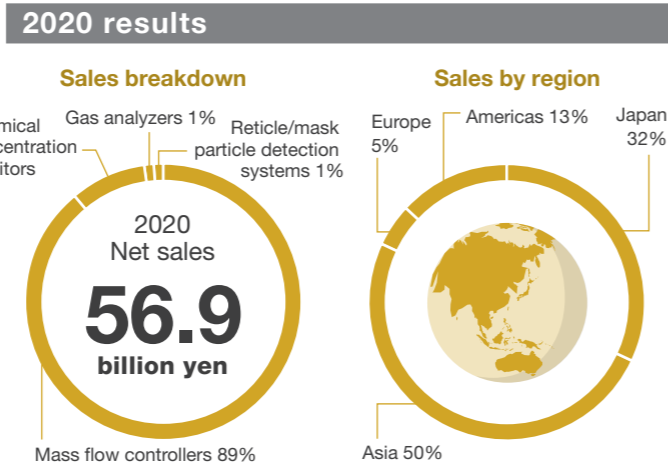 2020 results
Sales breakdown
Gas analyzers 1%
Reticle/mask
particle detection
systems 1%
2020
Net sales
56.9
billion yen
Mass flow controllers 89%
Sales by region
Europe
5%
Americas 13%
Japan
32%
Asia 50%